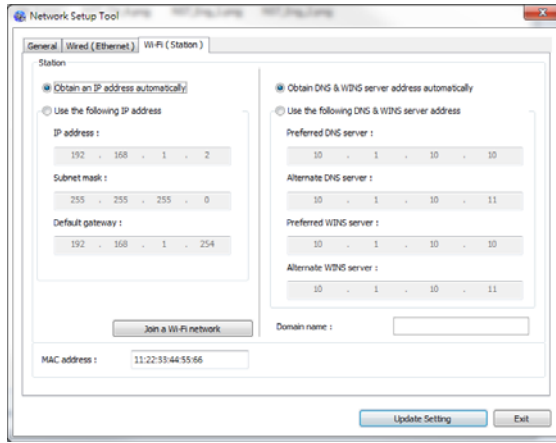 Network Setup Tool
General Wired ( Ethernet ) Wi-Fi ( Station )
Station
Obtain an IP address automatically
Use the following IP address
IP address :
192 . 168 . 1 . 2
Subnet mask :
255 . 255 . 255 . 0
Default gateway :
192 . 168 . 1 . 254
Join a Wi-Fi network
Obtain DNS & WINS server address automatically
Use the following DNS & WINS server address
Preferred DNS server :
10 . 1 . 10 . 10
Alternate DNS server :
10 . 1 . 10 . 11
Preferred WINS server :
10 . 1 . 10 . 10
Alternate WINS server :
10 . 1 . 10 . 11
Domain name :
MAC address : 11:22:33:44:55:66
Update Setting Exit